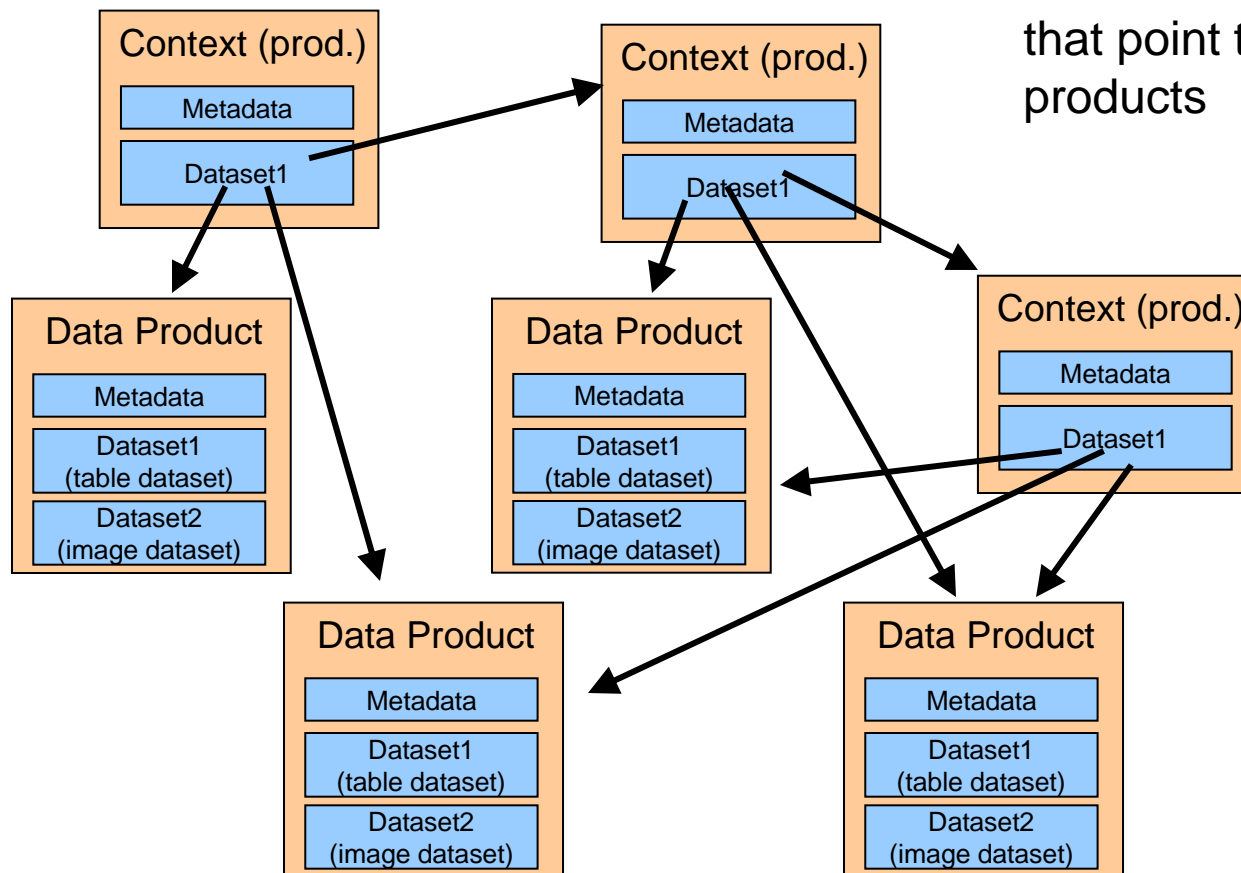 Context (prod.)
Metadata
Dataset1
Context (prod.)
Metadata
Dataset1
that point t
products
Data Product
Metadata
Dataset1
(table dataset)
Dataset2
(image dataset)
Data Product
Metadata
Dataset1
(table dataset)
Dataset2
(image dataset)
Context (prod.)
Metadata
Dataset1
Data Product
Metadata
Dataset1
(table dataset)
Dataset2
(image dataset)
Data Product
Metadata
Dataset1
(table dataset)
Dataset2
(image dataset)